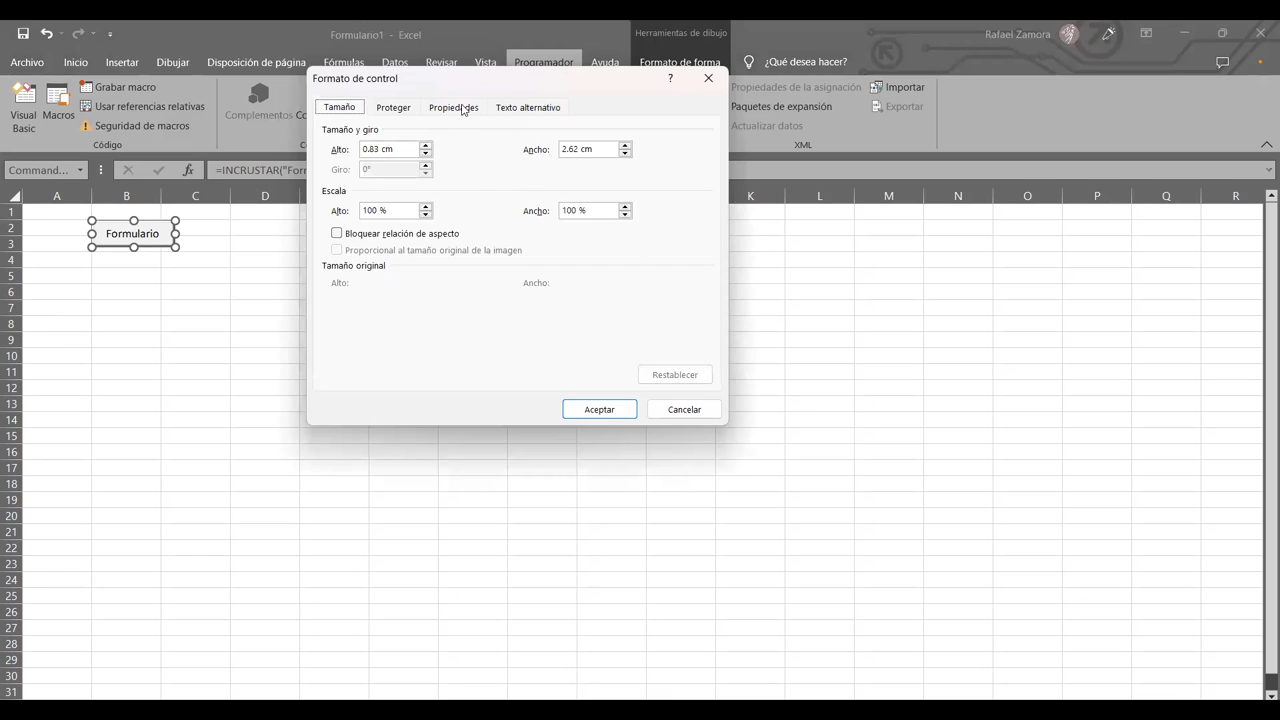 Formulario1 - Excel
Herramientas de dibujo
Rafael Zamora
Archivo Inicio Insertar Dibujar Disposición de página Fórmulas Datos Revisar Vista Programador Ayuda Formato de forma ¿Qué desea hacer?
Visual Basic
Macros
Grabar macro
Usar referencias relativas
Seguridad de macros
Código
Complementos
Propiedades de la asignación
Paquetes de expansión
Actualizar datos
Importar
Exportar
XML
Command...
fx
=INCRUSTAR("For
A B C D K L M N O P Q R
1
2
3
4
5
6
7
8
9
10
11
12
13
14
15
16
17
18
19
20
21
22
23
24
25
26
27
28
29
30
31
Formulario
Formato de control
?
Tamaño Proteger Propiedades Texto alternativo
Tamaño y giro
Alto: 0.83 cm Ancho: 2.62 cm
Giro: 0°
Escala
Alto: 100 % Ancho: 100 %
Bloquear relación de aspecto
Proporcional al tamaño original de la imagen
Tamaño original
Alto: Ancho:
Restablecer
Aceptar Cancelar